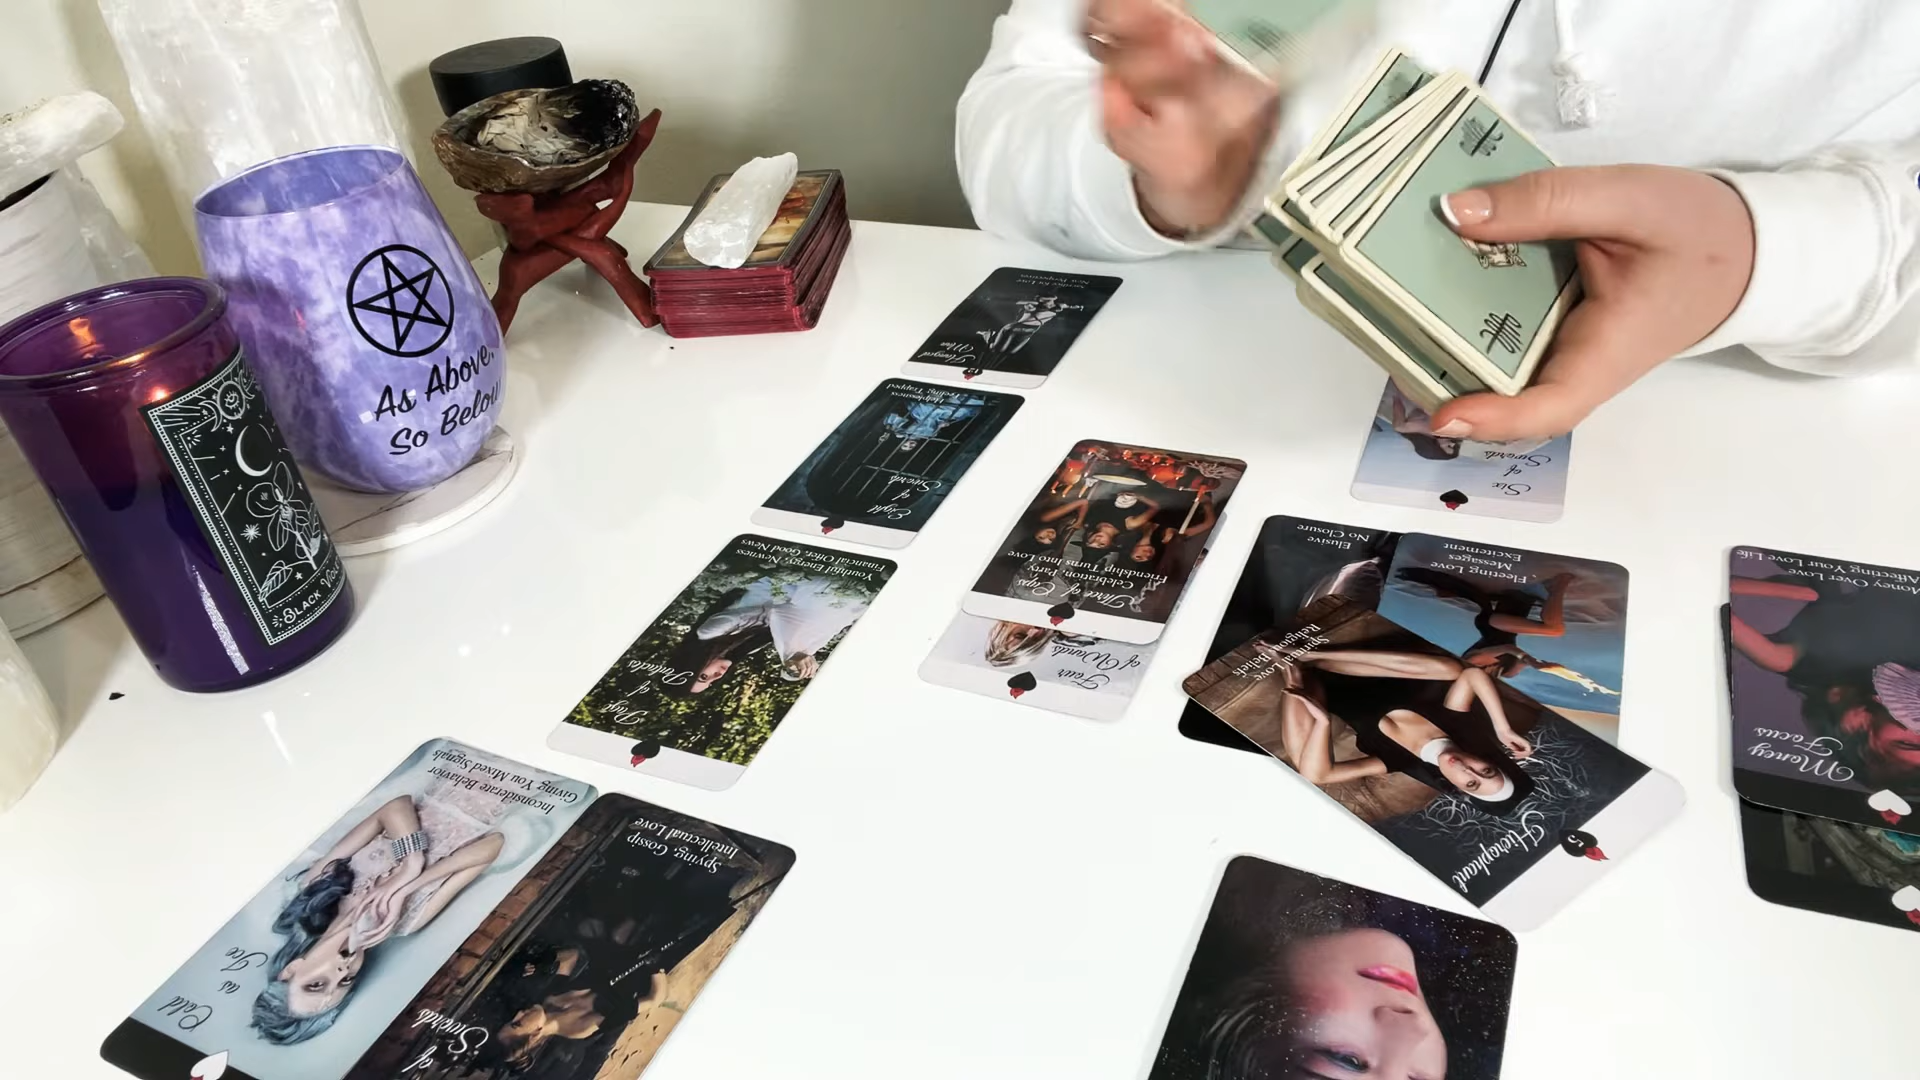 As Above,
So Below
BLACK
Sacrifice for Love
New Perspectives
Hanged
Man
12
Helplessness
Feeling Trapped
Eight
of
Swords
Youthful Energy, Newness
Financial Offer, Good News
Page
of
Pentacles
Three of Cups
Celebration, Party
Friendship Turns Into Love
Four
of Wands
Six
of
Swords
Elusive
No Closure
Fleeting Love
Messages
Excitement
Spiritual Love
Religious Beliefs
Hierophant
5
Money Over Love
Affecting Your Love Life
Money
Focus
Inconsiderate Behavior
Giving You Mixed Signals
Cold
as
Ice
Spying, Gossip
Intellectual Love
of
Swords